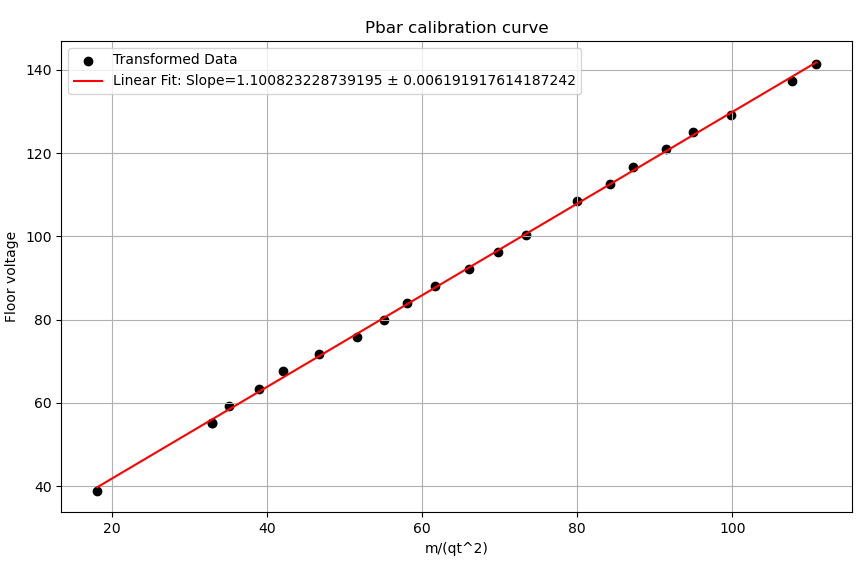 Pbar calibration curve
Transformed Data
Linear Fit: Slope=1.100823228739195 ± 0.006191917614187242
140
120
100
80
60
40
Floor voltage
20
40
60
80
100
m/(qt^2)